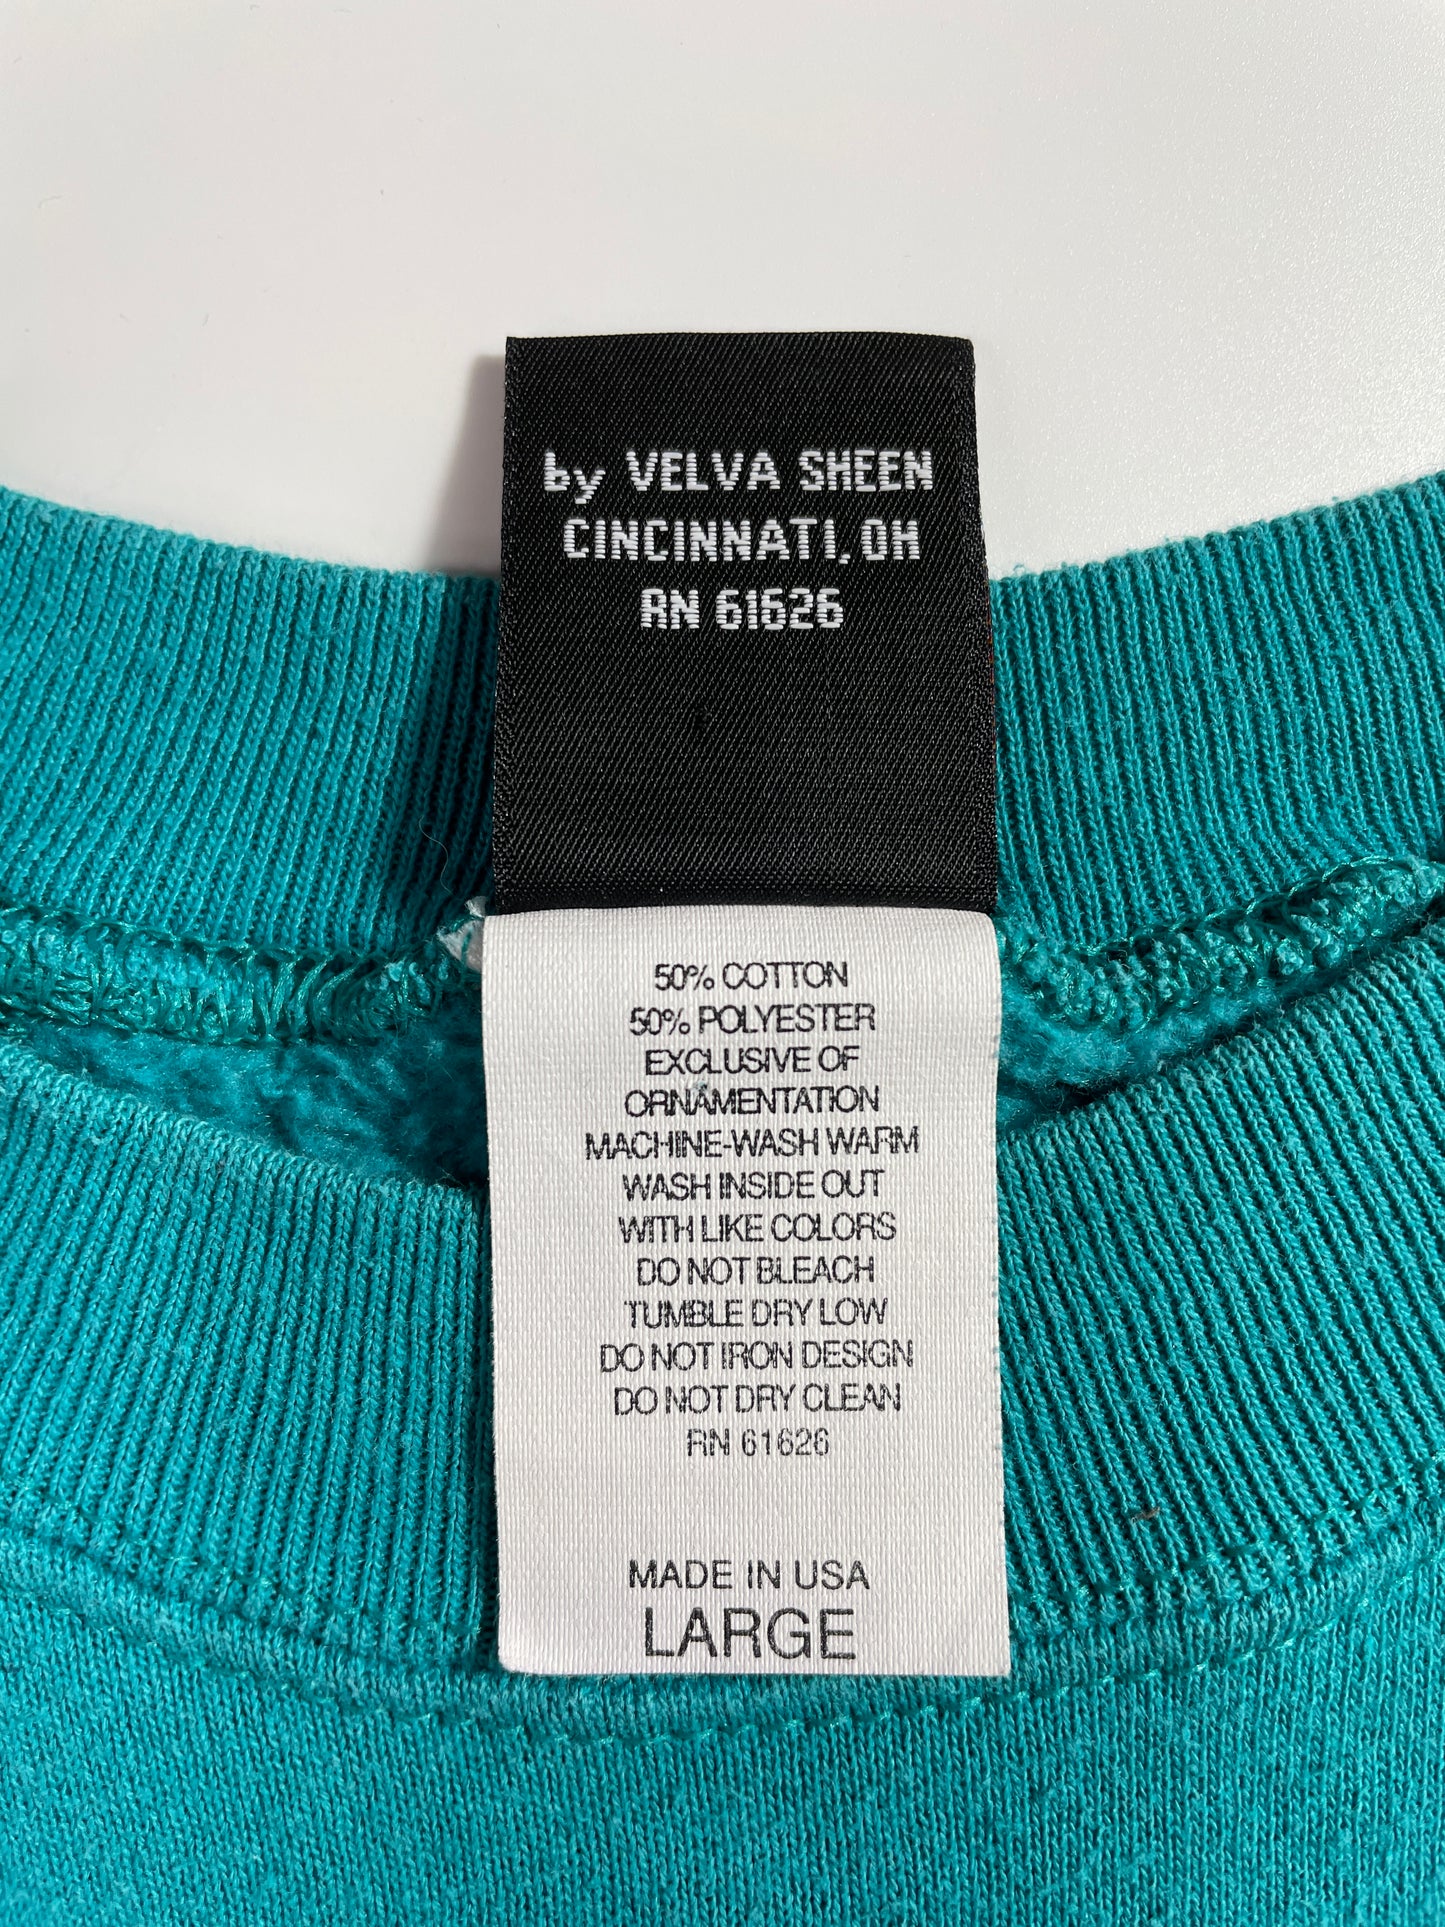 by VELVA SHEEN
CINCINNATI, OH
RN 61626
50% COTTON
50% POLYESTER
EXCLUSIVE OF
ORNAMENTATION
MACHINE-WASH WARM
WASH INSIDE OUT
WITH LIKE COLORS
DO NOT BLEACH
TUMBLE DRY LOW
DO NOT IRON DESIGN
DO NOT DRY CLEAN
RN 61626
MADE IN USA
LARGE